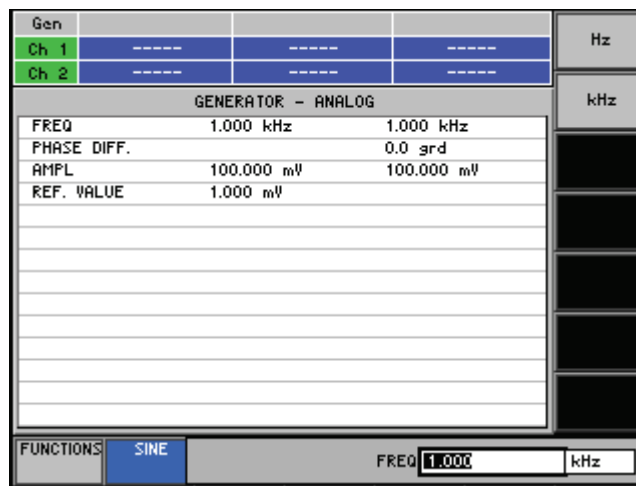 Gen
Hz
Ch 1 ----- ----- -----
Ch 2 ----- ----- -----
GENERATOR - ANALOG
kHz
FREQ 1.000 kHz 1.000 kHz
PHASE DIFF. 0.0 grd
AMPL 100.000 mV 100.000 mV
REF. VALUE 1.000 mV
FUNCTIONS SINE
FREQ 1.000 kHz